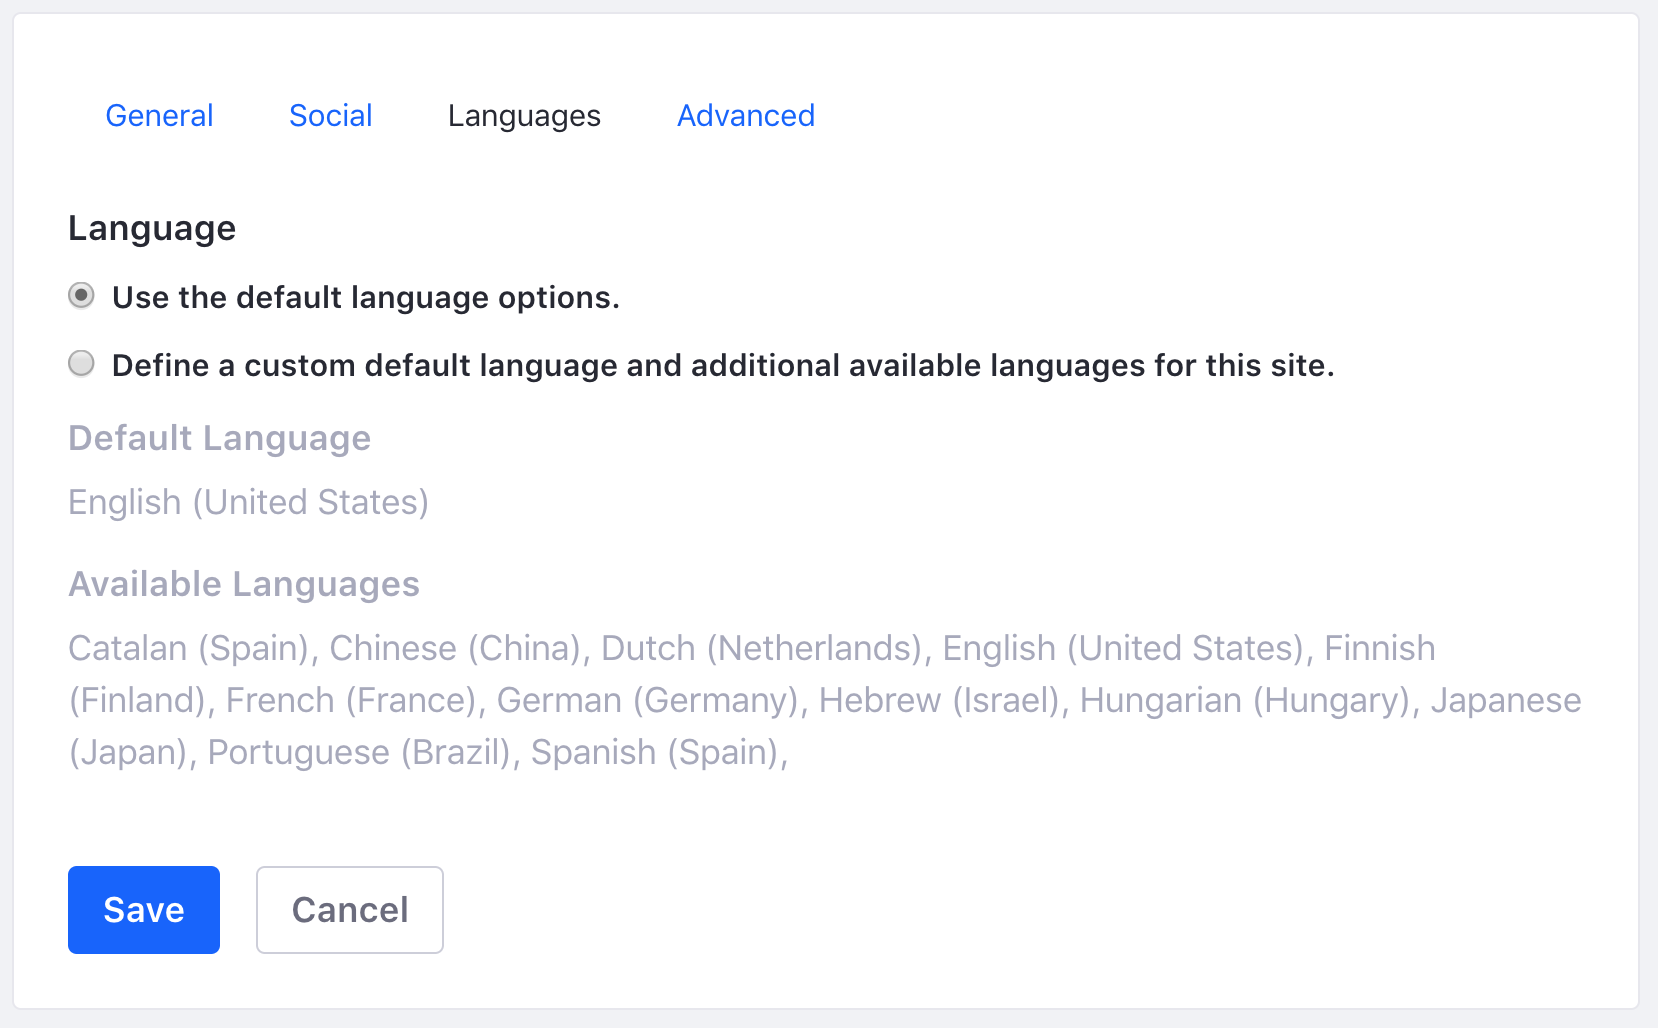 General Social Languages Advanced
Language
Use the default language options.
Define a custom default language and additional available languages for this site.
Default Language
English (United States)
Available Languages
Catalan (Spain), Chinese (China), Dutch (Netherlands), English (United States), Finnish
(Finland), French (France), German (Germany), Hebrew (Israel), Hungarian (Hungary), Japanese
(Japan), Portuguese (Brazil), Spanish (Spain),
Save Cancel